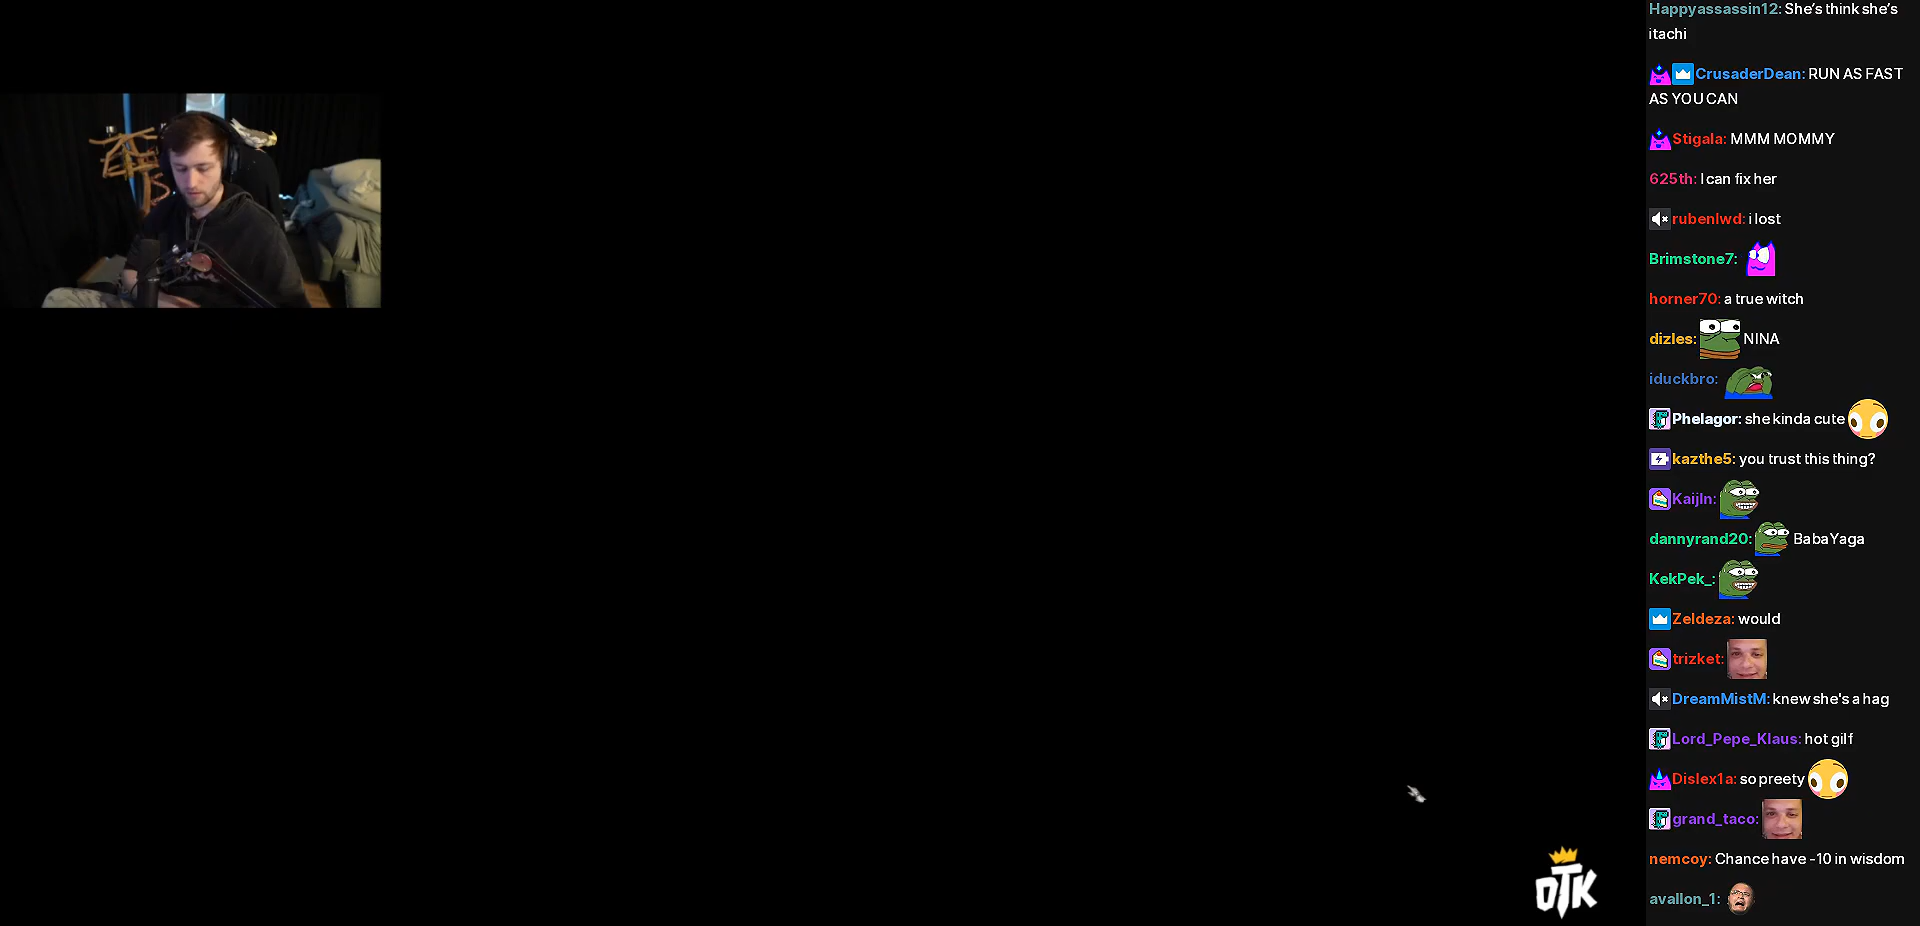 Happyassassin12: She’s think she’s
itachi
CrusaderDean: RUN AS FAST
AS YOU CAN
Stigala: MMM MOMMY
625th: I can fix her
rubenlwd: i lost
Brimstone7:
horner70: a true witch
dizles: NINA
iduckbro:
Phelagor: she kinda cute
kazthe5: you trust this thing?
KaijIn:
dannyrand20: BabaYaga
KekPek_:
Zeldeza: would
trizket:
DreamMistM: knew she's a hag
Lord_Pepe_Klaus: hot gilf
Dislex1a: so preety
grand_taco:
nemcoy: Chance have -10 in wisdom
avallon_1:
OTK